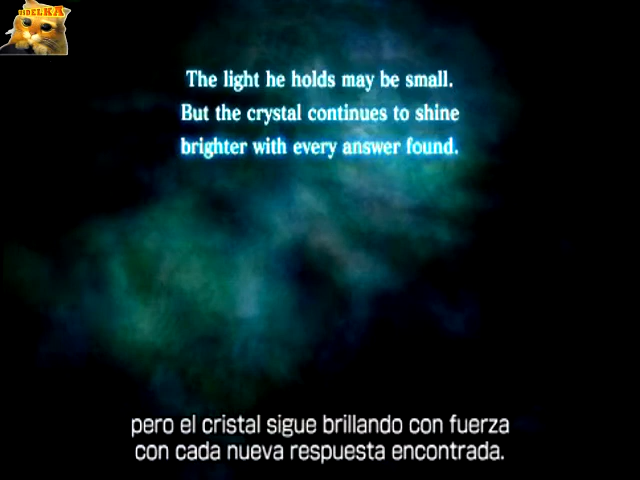 The light he holds may be small.
But the crystal continues to shine
brighter with every answer found.
pero el cristal sigue brillando con fuerza
con cada nueva respuesta encontrada.